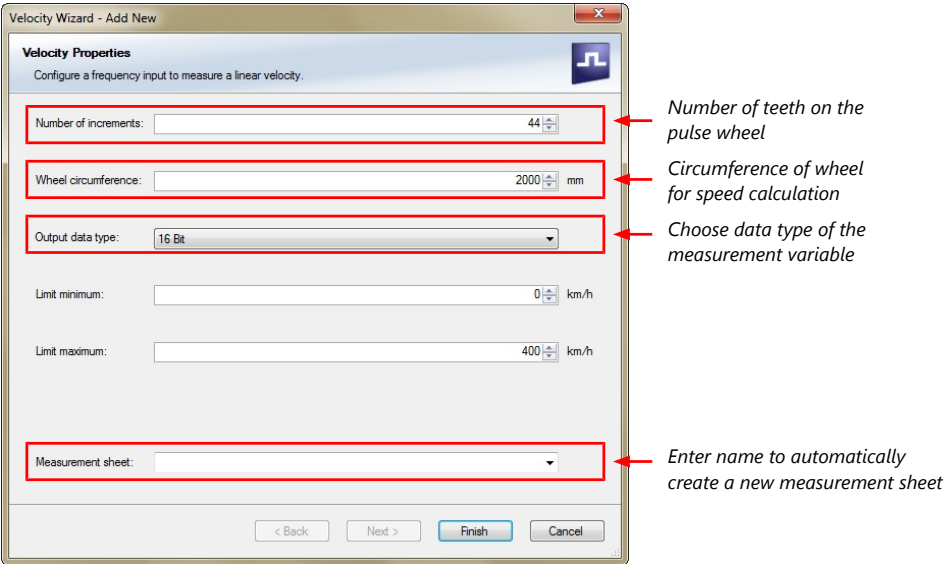 Velocity Wizard - Add New
Velocity Properties
Configure a frequency input to measure a linear velocity.
Number of increments: 44
Number of teeth on the
pulse wheel
Wheel circumference: 2000 mm
Circumference of wheel
for speed calculation
Output data type: 16 Bit
Choose data type of the
measurement variable
Limit minimum: 0 km/h
Limit maximum: 400 km/h
Measurement sheet:
Enter name to automatically
create a new measurement sheet
< Back Next > Finish Cancel